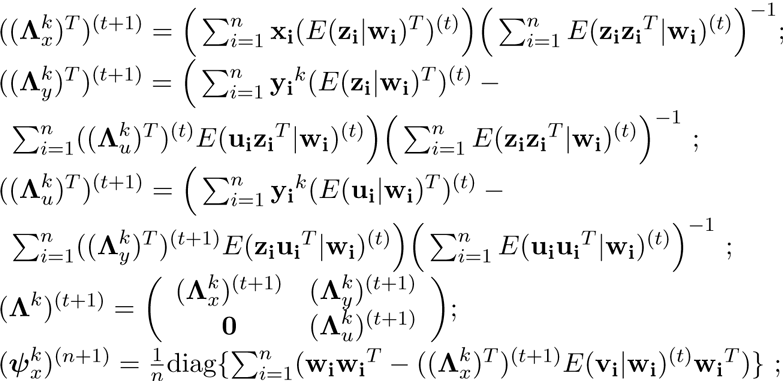 ((Λ_x^k)^T)^(t+1) = ( ∑_{i=1}^n x_i(E(z_i|w_i)^T)^(t) )( ∑_{i=1}^n E(z_i z_i^T|w_i)^(t) )^−1;
((Λ_y^k)^T)^(t+1) = ( ∑_{i=1}^n y_i^k(E(z_i|w_i)^T)^(t) −
∑_{i=1}^n((Λ_u^k)^T)^(t)E(u_i z_i^T|w_i)^(t) )( ∑_{i=1}^n E(z_i z_i^T|w_i)^(t) )^−1 ;
((Λ_u^k)^T)^(t+1) = ( ∑_{i=1}^n y_i^k(E(u_i|w_i)^T)^(t) −
∑_{i=1}^n((Λ_y^k)^T)^(t+1)E(z_i u_i^T|w_i)^(t) )( ∑_{i=1}^n E(u_i u_i^T|w_i)^(t) )^−1 ;
(Λ^k)^(t+1) = ( (Λ_x^k)^(t+1) (Λ_y^k)^(t+1)
0 (Λ_u^k)^(t+1) );
(ψ_x^k)^(n+1) = 1/n diag{∑_{i=1}^n(w_i w_i^T − ((Λ_x^k)^T)^(t+1)E(v_i|w_i)^(t)w_i^T)} ;